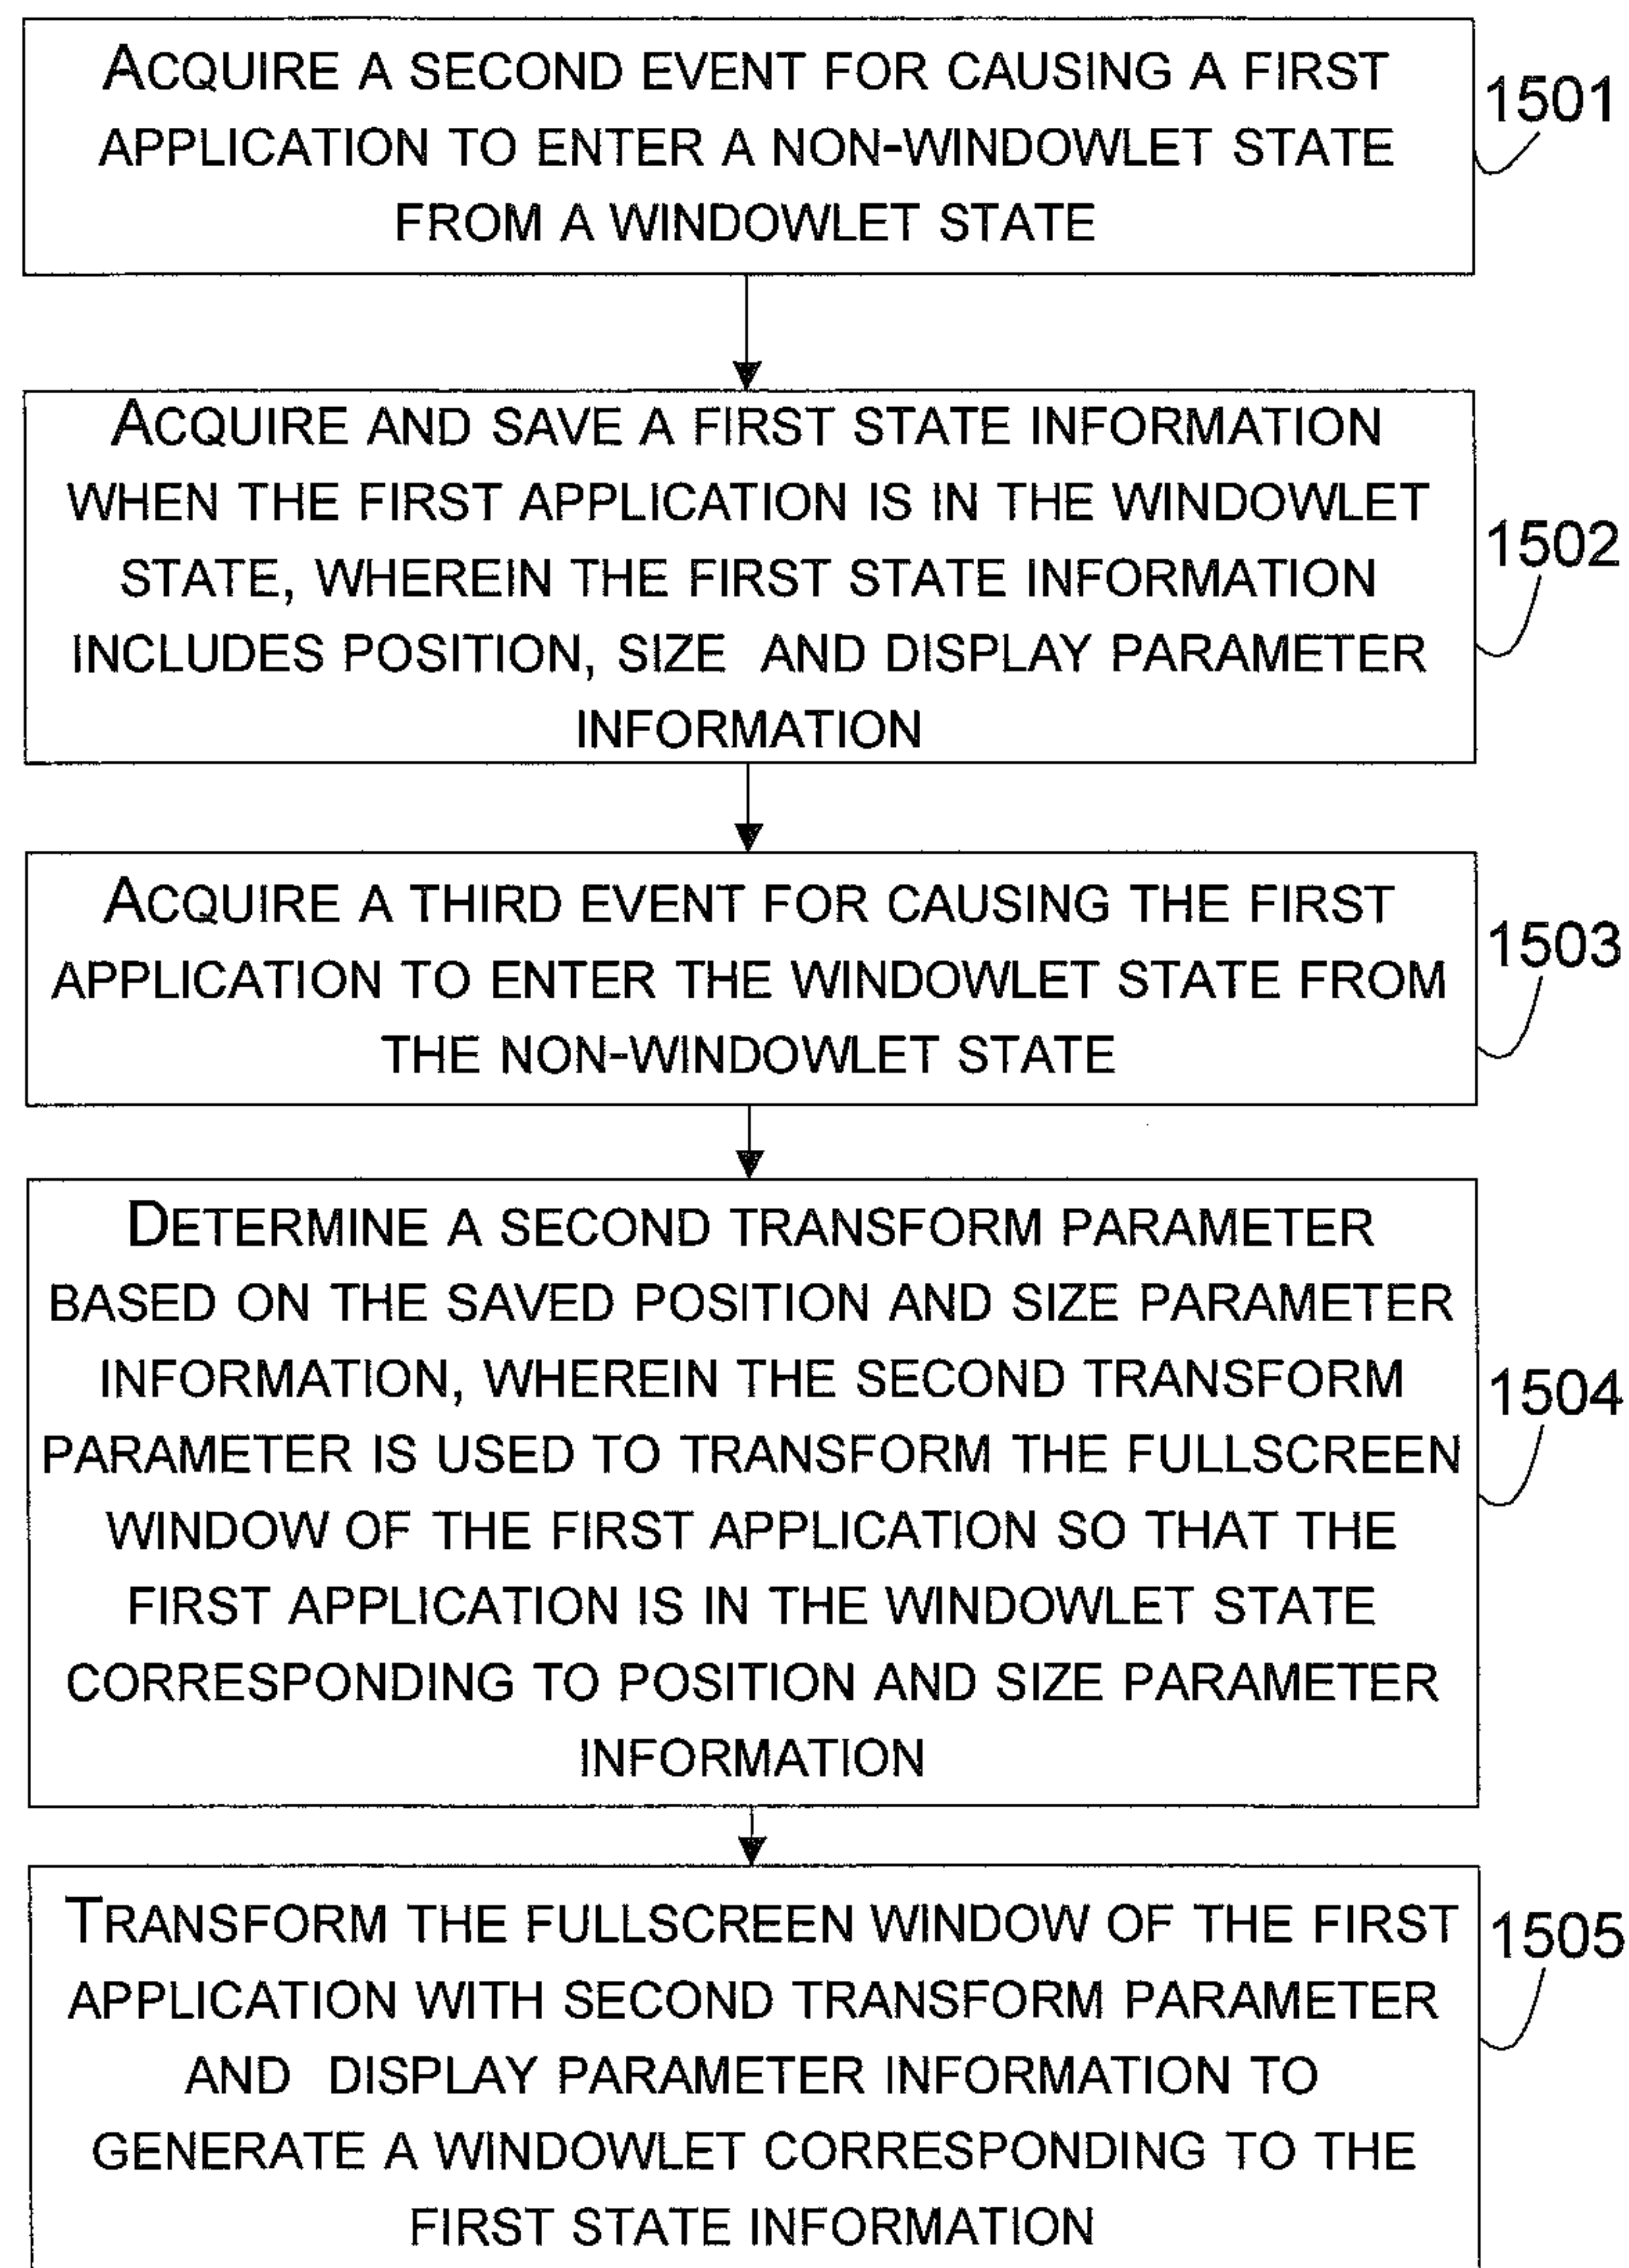 ACQUIRE A SECOND EVENT FOR CAUSING A FIRST
APPLICATION TO ENTER A NON-WINDOWLET STATE
FROM A WINDOWLET STATE
1501
ACQUIRE AND SAVE A FIRST STATE INFORMATION
WHEN THE FIRST APPLICATION IS IN THE WINDOWLET
STATE, WHEREIN THE FIRST STATE INFORMATION
INCLUDES POSITION, SIZE AND DISPLAY PARAMETER
INFORMATION
1502
ACQUIRE A THIRD EVENT FOR CAUSING THE FIRST
APPLICATION TO ENTER THE WINDOWLET STATE FROM
THE NON-WINDOWLET STATE
1503
DETERMINE A SECOND TRANSFORM PARAMETER
BASED ON THE SAVED POSITION AND SIZE PARAMETER
INFORMATION, WHEREIN THE SECOND TRANSFORM
PARAMETER IS USED TO TRANSFORM THE FULLSCREEN
WINDOW OF THE FIRST APPLICATION SO THAT THE
FIRST APPLICATION IS IN THE WINDOWLET STATE
CORRESPONDING TO POSITION AND SIZE PARAMETER
INFORMATION
1504
TRANSFORM THE FULLSCREEN WINDOW OF THE FIRST
APPLICATION WITH SECOND TRANSFORM PARAMETER
AND DISPLAY PARAMETER INFORMATION TO
GENERATE A WINDOWLET CORRESPONDING TO THE
FIRST STATE INFORMATION
1505